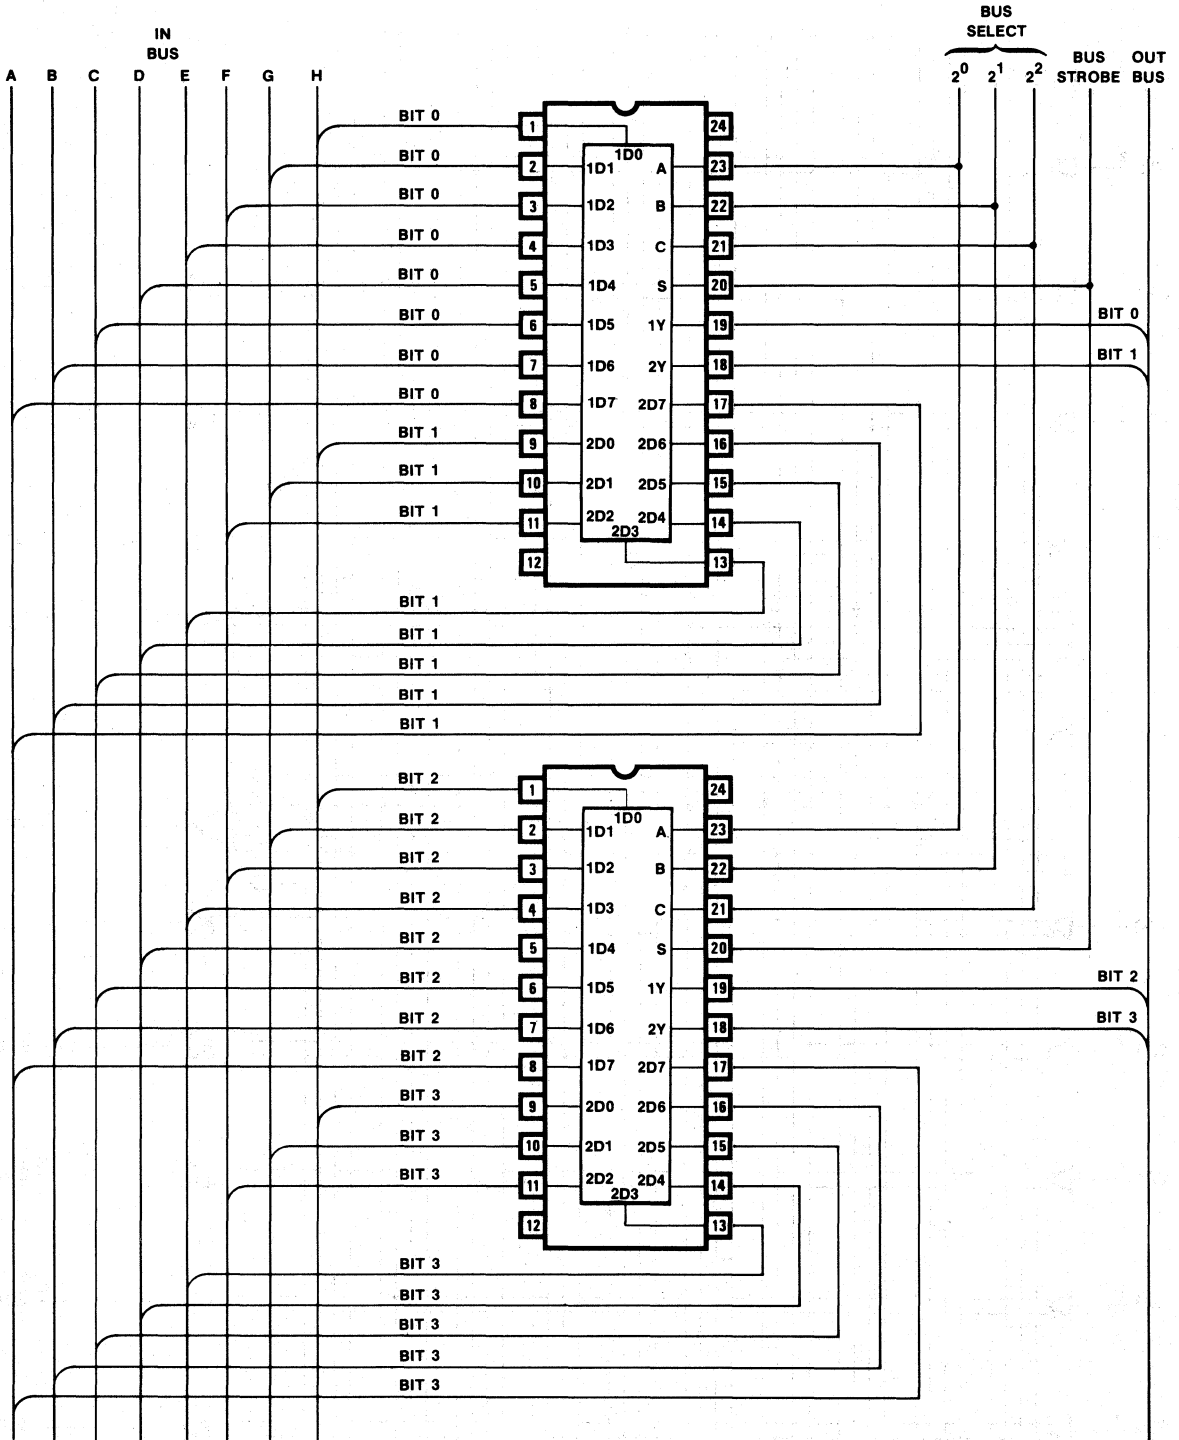 IN
BUS
A B C D E F G H
BUS
SELECT
2⁰ 2¹ 2²
BUS
STROBE
OUT
BUS
BIT 0 1 1D0 24
BIT 0 2 1D1 A 23
BIT 0 3 1D2 B 22
BIT 0 4 1D3 C 21
BIT 0 5 1D4 S 20
BIT 0 6 1D5 1Y 19 BIT 0
BIT 0 7 1D6 2Y 18 BIT 1
BIT 0 8 1D7 2D7 17
BIT 1 9 2D0 2D6 16
BIT 1 10 2D1 2D5 15
BIT 1 11 2D2 2D4 14
2D3
12 13
BIT 1
BIT 1
BIT 1
BIT 1
BIT 1
BIT 2 1 1D0 24
BIT 2 2 1D1 A 23
BIT 2 3 1D2 B 22
BIT 2 4 1D3 C 21
BIT 2 5 1D4 S 20
BIT 2 6 1D5 1Y 19 BIT 2
BIT 2 7 1D6 2Y 18 BIT 3
BIT 2 8 1D7 2D7 17
BIT 3 9 2D0 2D6 16
BIT 3 10 2D1 2D5 15
BIT 3 11 2D2 2D4 14
2D3
12 13
BIT 3
BIT 3
BIT 3
BIT 3
BIT 3